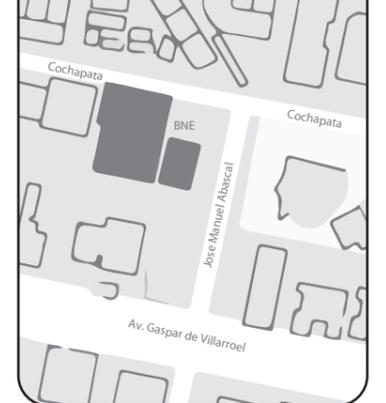 Cochapata
BNE
Cochapata
Jose Manuel Abascal
Av. Gaspar de Villarroel